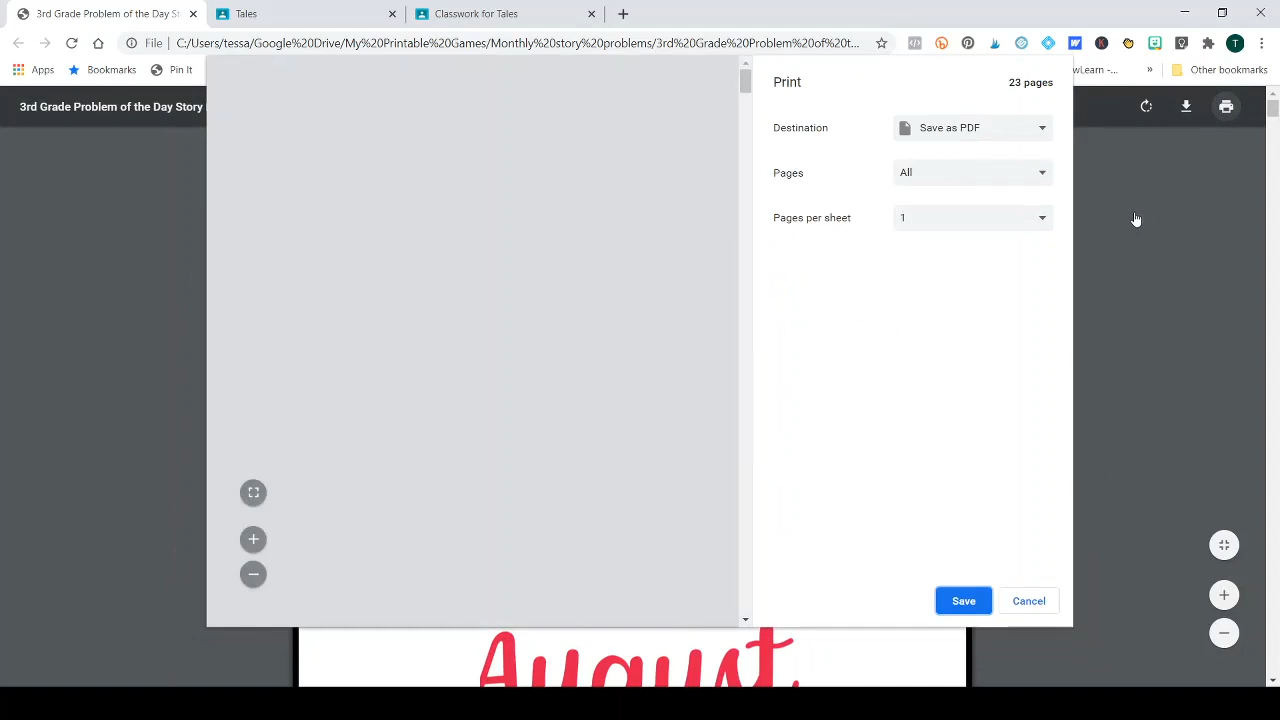 3rd Grade Problem of the Day St
Tales
Classwork for Tales
File
C:/Users/tessa/Google%20Drive/My%20Printable%20Games/Monthly%20story%20problems/3rd%20Grade%20Problem%20of%20t...
Apps
Bookmarks
Pin It
wLearn -...
»
Other bookmarks
3rd Grade Problem of the Day Story
Print
23 pages
Destination
Save as PDF
Pages
All
Pages per sheet
1
Save
Cancel
August